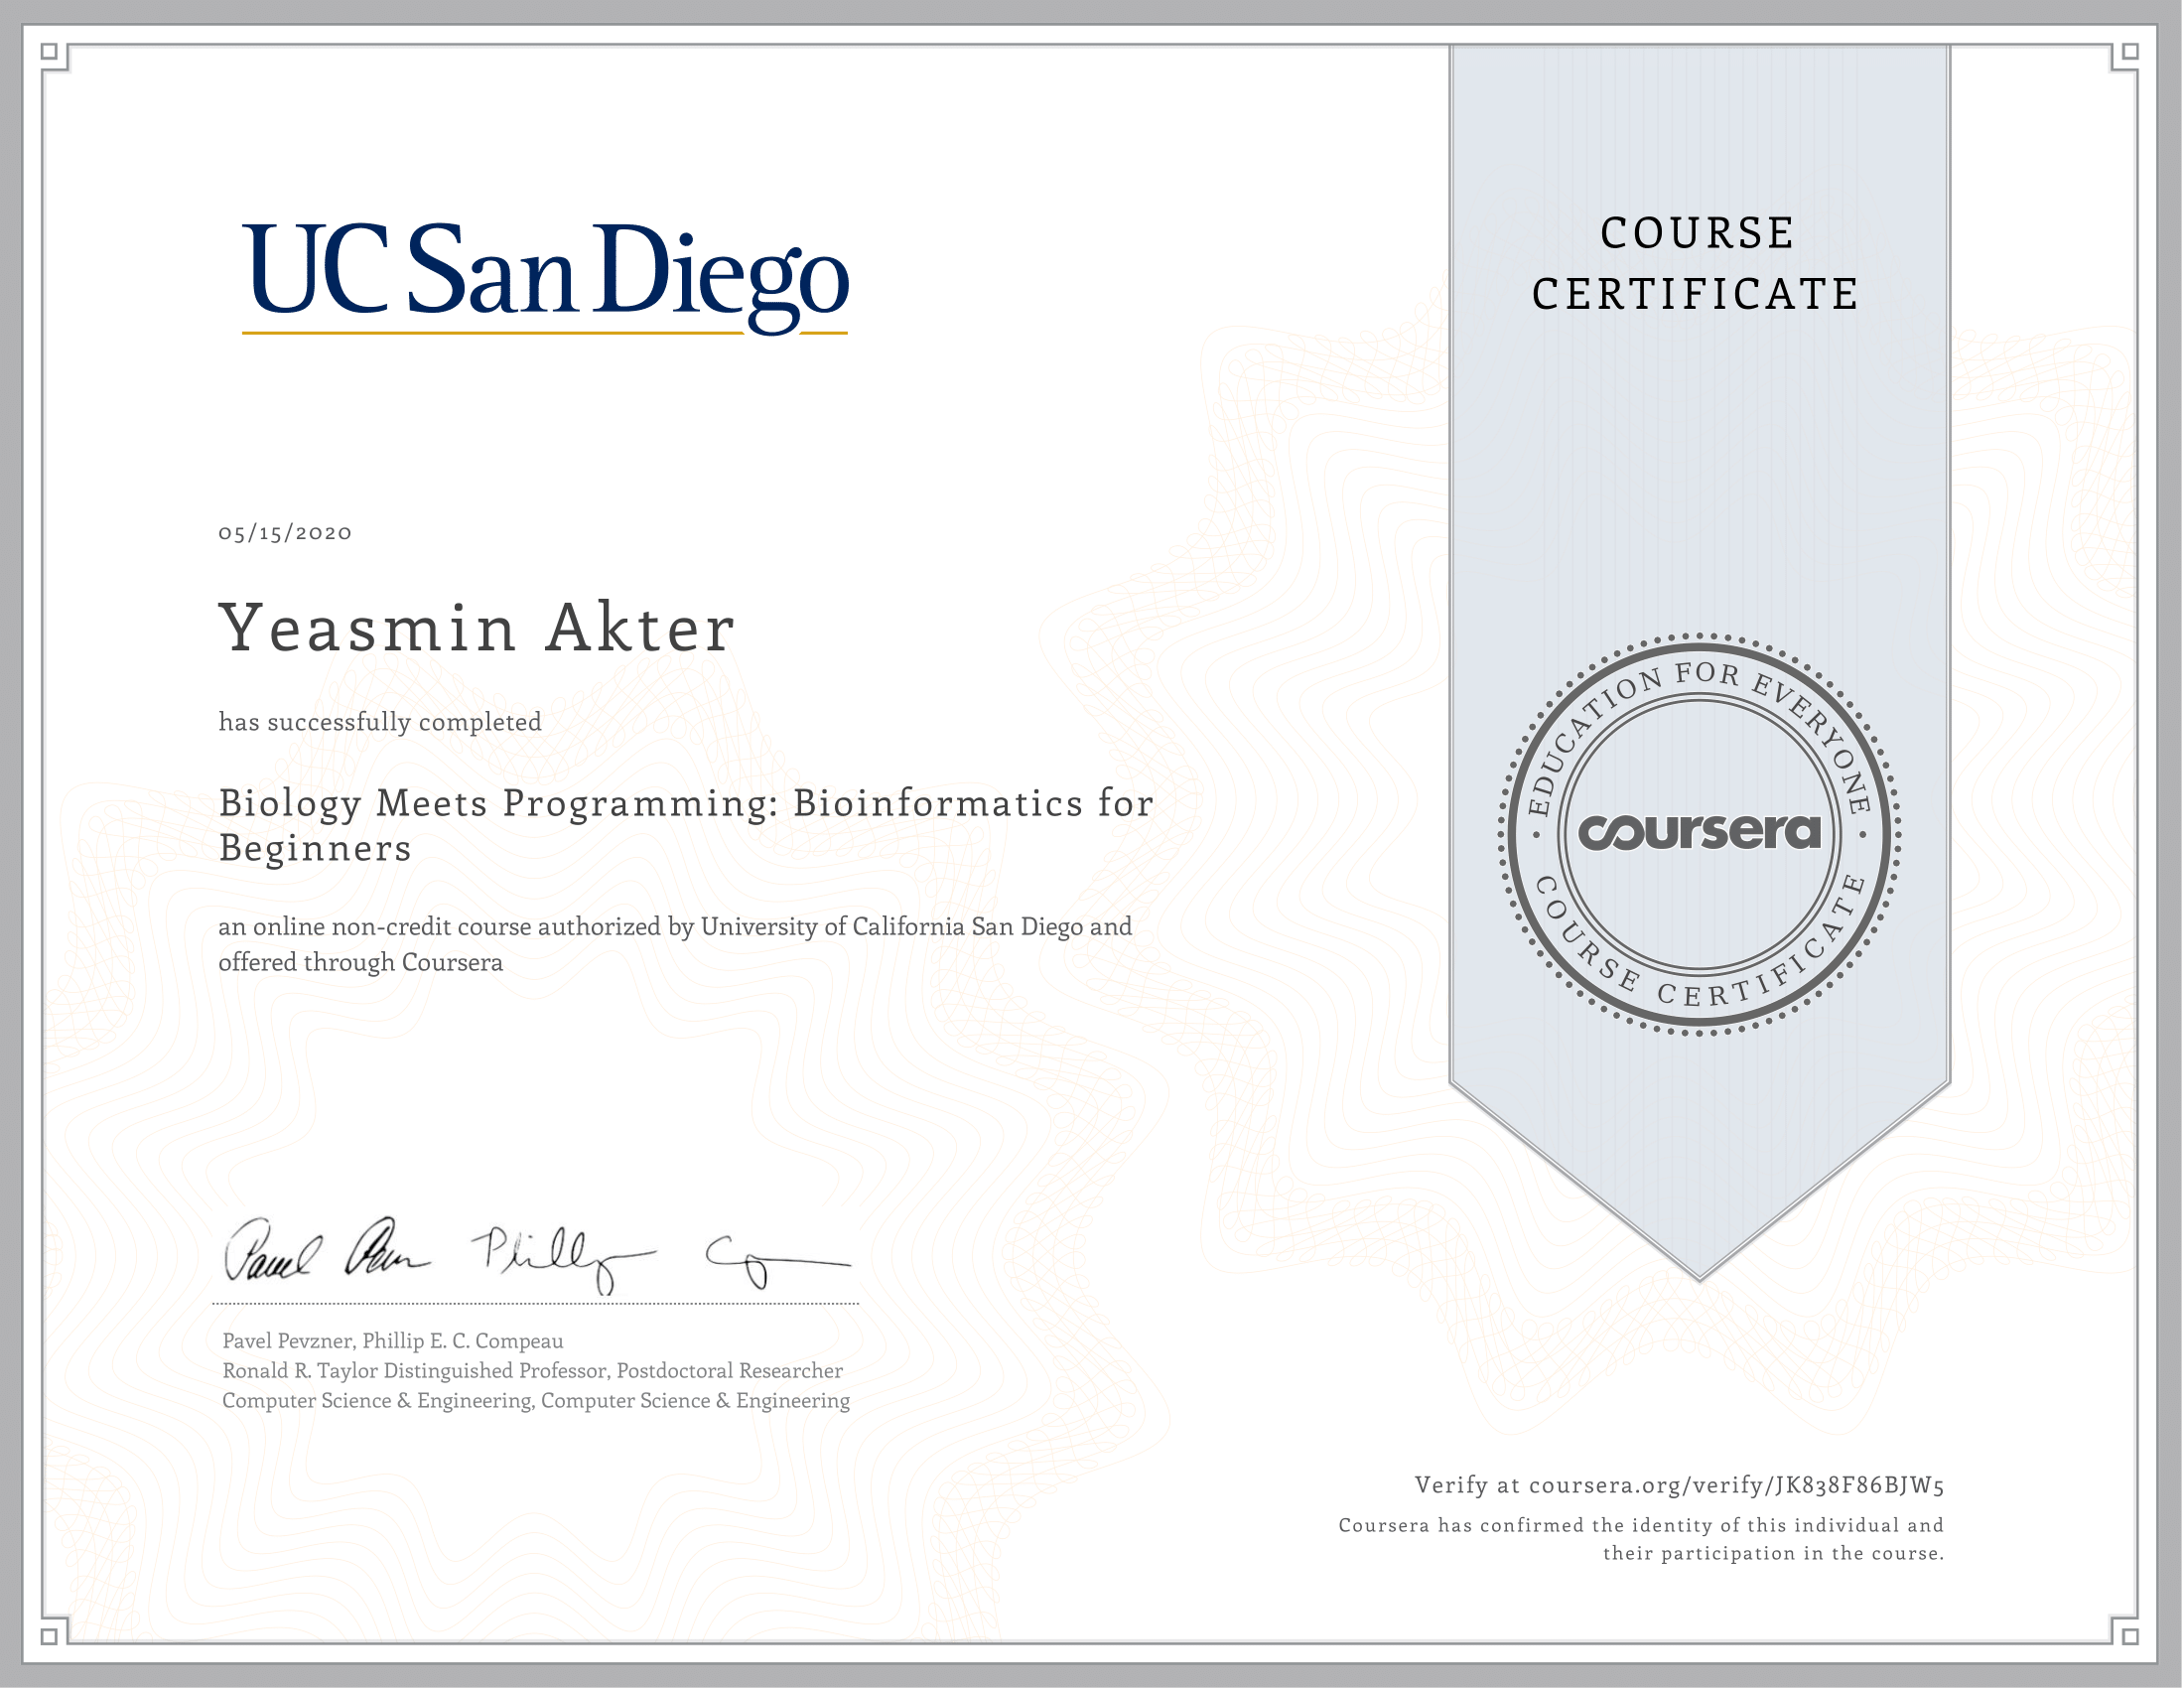 UC San Diego
COURSE
CERTIFICATE
05/15/2020
Yeasmin Akter
has successfully completed
Biology Meets Programming: Bioinformatics for
Beginners
an online non-credit course authorized by University of California San Diego and
offered through Coursera
EDUCATION FOR EVERYONE
coursera
COURSE CERTIFICATE
Pavel Pevzner, Phillip E. C. Compeau
Ronald R. Taylor Distinguished Professor, Postdoctoral Researcher
Computer Science & Engineering, Computer Science & Engineering
Verify at coursera.org/verify/JK838F86BJW5
Coursera has confirmed the identity of this individual and
their participation in the course.